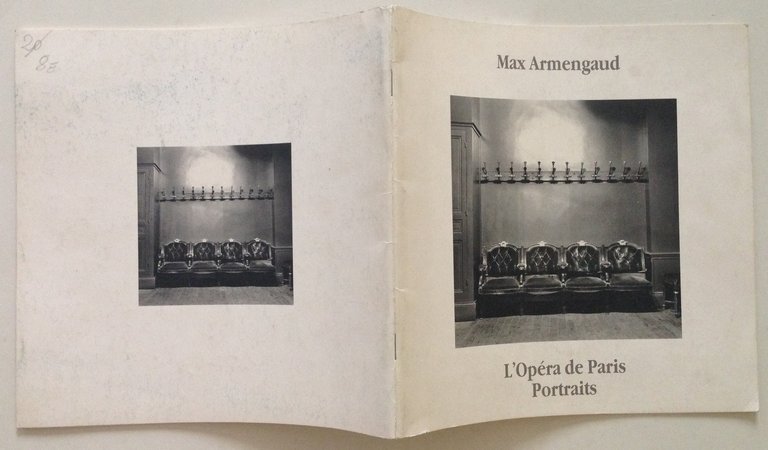 Max Armengaud
L'Opéra de Paris
Portraits